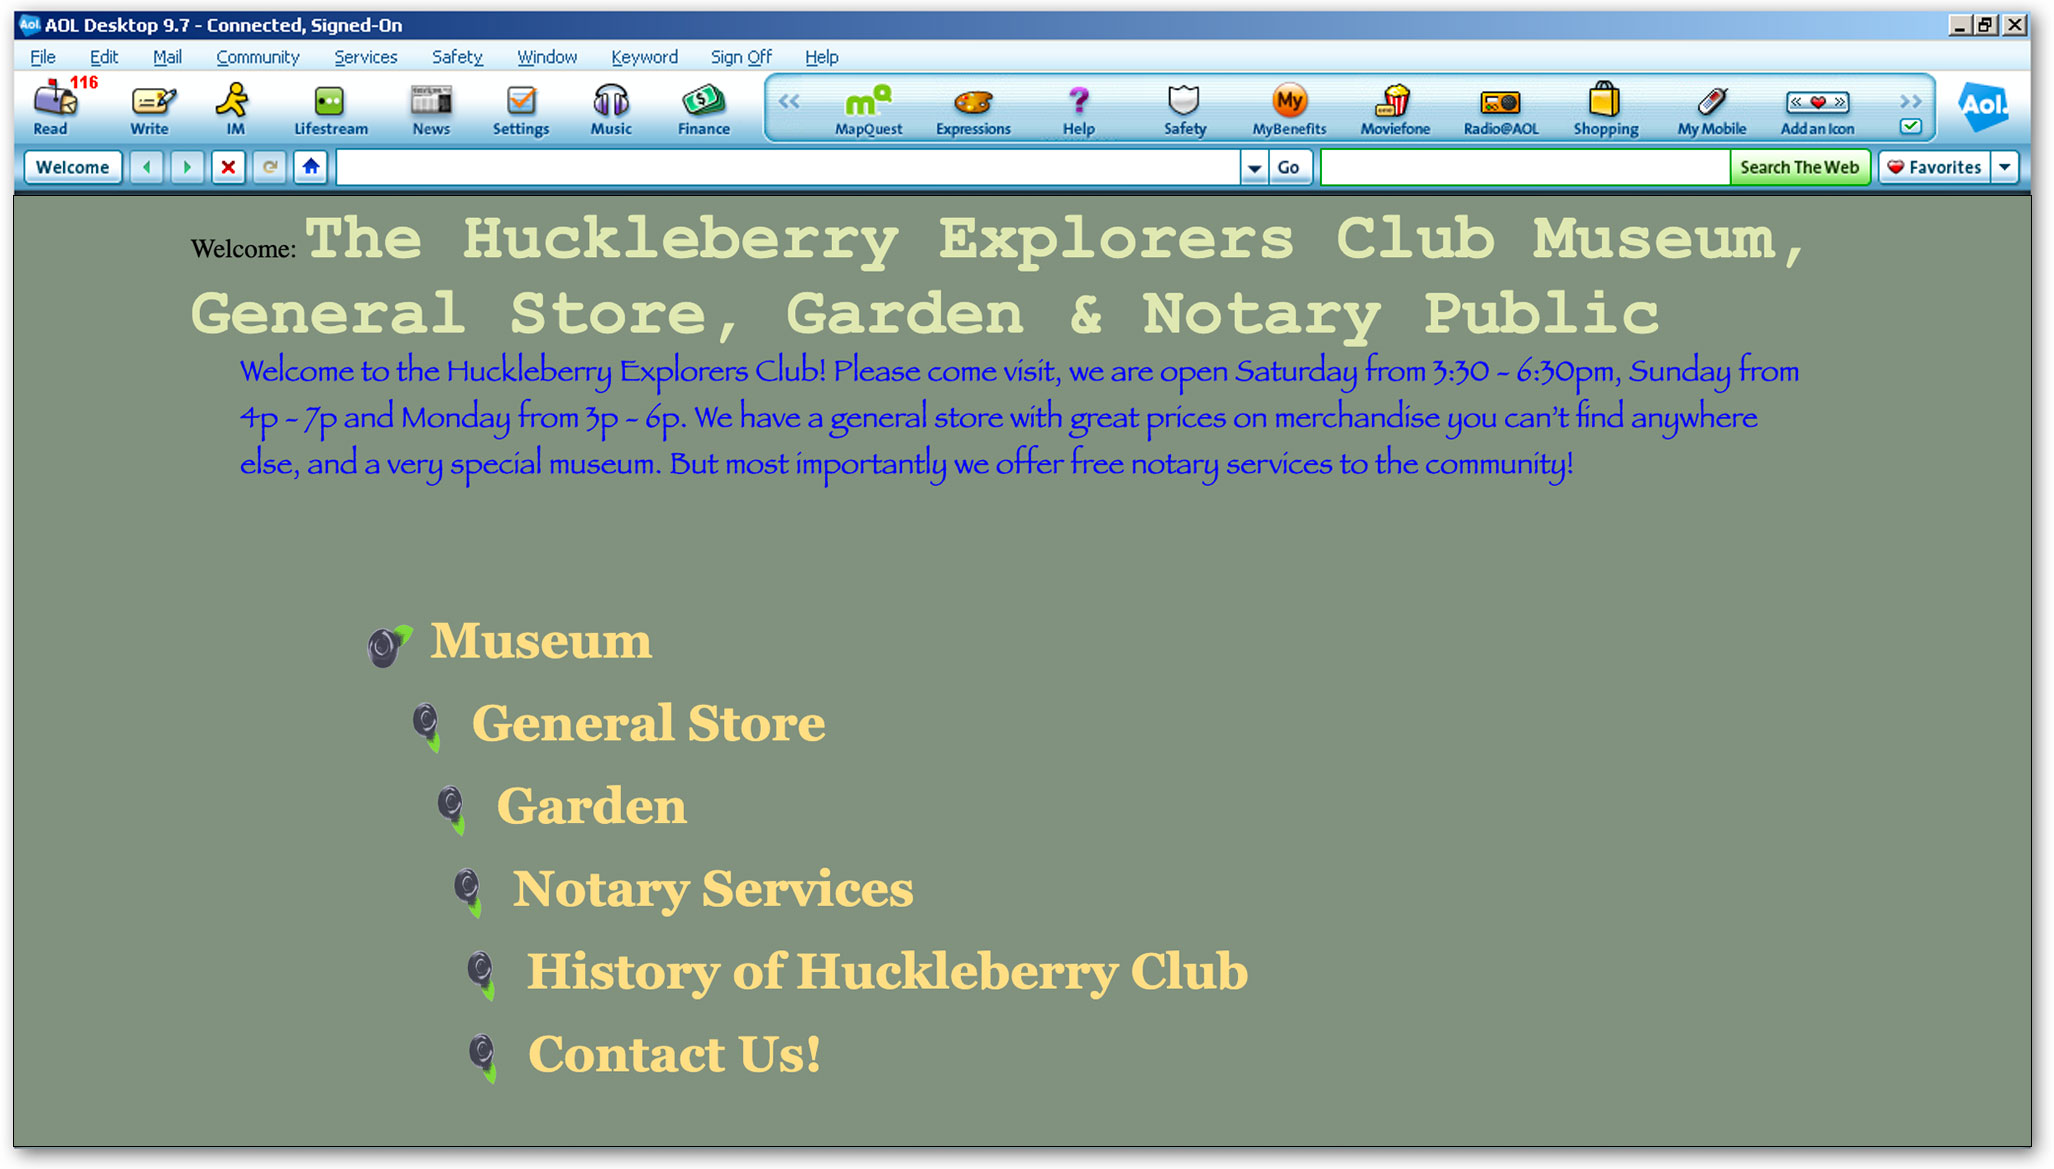 AOL Desktop 9.7 - Connected, Signed-On
File Edit Mail Community Services Safety Window Keyword Sign Off Help
116
Read Write IM Lifestream News Settings Music Finance MapQuest Expressions Help Safety MyBenefits Moviefone Radio@AOL Shopping My Mobile Add an Icon Aol.
Welcome Go Search The Web Favorites
Welcome: The Huckleberry Explorers Club Museum,
General Store, Garden & Notary Public
Welcome to the Huckleberry Explorers Club! Please come visit, we are open Saturday from 3:30 - 6:30pm, Sunday from
4p - 7p and Monday from 3p - 6p. We have a general store with great prices on merchandise you can't find anywhere
else, and a very special museum. But most importantly we offer free notary services to the community!
Museum
General Store
Garden
Notary Services
History of Huckleberry Club
Contact Us!